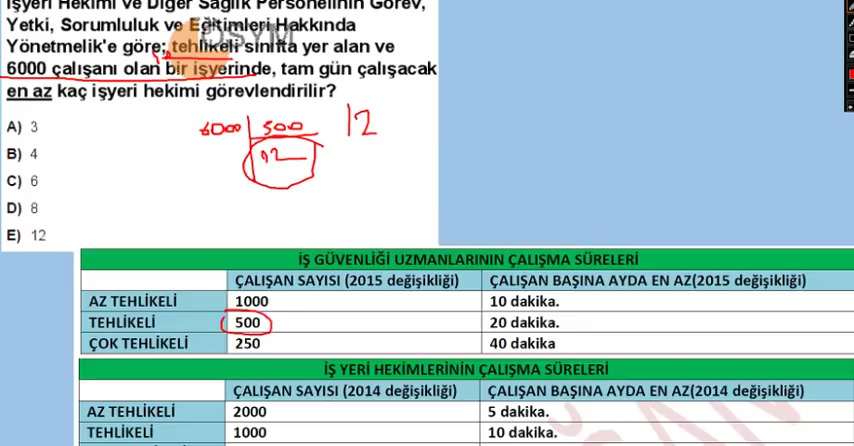 İşyeri Hekimi ve Diğer Sağlık Personelinin Görev,
Yetki, Sorumluluk ve Eğitimleri Hakkında
Yönetmelik'e göre; tehlikeli sınıfta yer alan ve
6000 çalışanı olan bir işyerinde, tam gün çalışacak
en az kaç işyeri hekimi görevlendirilir?
ÖSYM
A) 3
B) 4
C) 6
D) 8
E) 12
6000 500 12
12
İŞ GÜVENLİĞİ UZMANLARININ ÇALIŞMA SÜRELERİ
ÇALIŞAN SAYISI (2015 değişikliği) ÇALIŞAN BAŞINA AYDA EN AZ(2015 değişikliği)
AZ TEHLİKELİ 1000 10 dakika.
TEHLİKELİ 500 20 dakika.
ÇOK TEHLİKELİ 250 40 dakika
İŞ YERİ HEKİMLERİNİN ÇALIŞMA SÜRELERİ
ÇALIŞAN SAYISI (2014 değişikliği) ÇALIŞAN BAŞINA AYDA EN AZ(2014 değişikliği)
AZ TEHLİKELİ 2000 5 dakika.
TEHLİKELİ 1000 10 dakika.